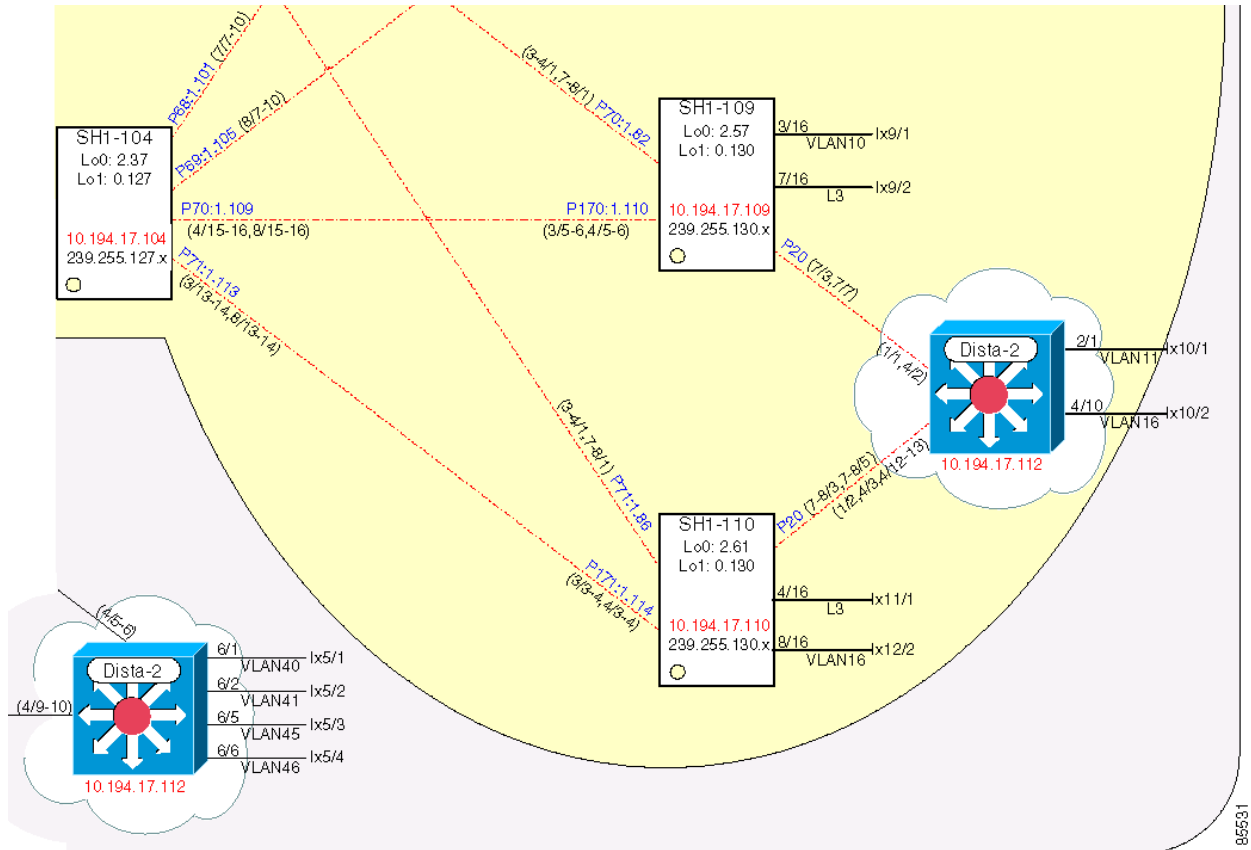 P68:1.101 (7/7-10)
P69:1.105 (8/7-10)
(3-4/1,7-8/1) P70:1.82
SH1-104
Lo0: 2.37
Lo1: 0.127
10.194.17.104
239.255.127.x
P70:1.109
(4/15-16,8/15-16)
P71:1.113
(3/13-14,8/13-14)
P170:1.110
(3/5-6,4/5-6)
SH1-109
Lo0: 2.57
Lo1: 0.130
10.194.17.109
239.255.130.x
3/16
VLAN10
Ix9/1
7/16
L3
Ix9/2
P20 (7/3,7/7)
(1/1,4/2)
Dista-2
10.194.17.112
2/1
VLAN11
Ix10/1
4/10
VLAN16
Ix10/2
P20 (7-8/3,7-8/5)
(1/2,4/3,4/12-13)
(3-4/1,7-8/1) P71:1.86
P171:1.114
(3/3-4,4/3-4)
SH1-110
Lo0: 2.61
Lo1: 0.130
10.194.17.110
239.255.130.x
4/16
L3
Ix11/1
8/16
VLAN16
Ix12/2
(4/5-6)
(4/9-10)
Dista-2
10.194.17.112
6/1
VLAN40
Ix5/1
6/2
VLAN41
Ix5/2
6/5
VLAN45
Ix5/3
6/6
VLAN46
Ix5/4
85531